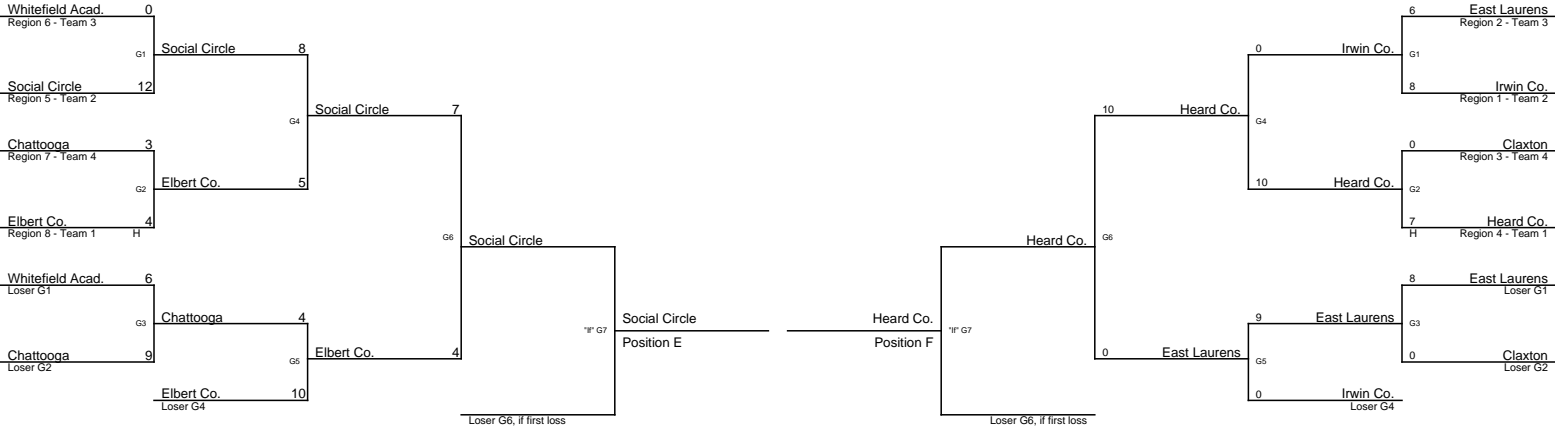 Whitefield Acad. 0
Region 6 - Team 3
G1
Social Circle 8
Social Circle 12
Region 5 - Team 2
G4
Social Circle 7
Chattooga 3
Region 7 - Team 4
G2
Elbert Co. 5
Elbert Co. 4
Region 8 - Team 1 H
G6
Social Circle
Whitefield Acad. 6
Loser G1
G3
Chattooga 4
Chattooga 9
Loser G2
G5
Elbert Co. 4
Elbert Co. 10
Loser G4
"If" G7
Social Circle
Position E
Loser G6, if first loss
6 East Laurens
Region 2 - Team 3
0 Irwin Co.
G1
8 Irwin Co.
Region 1 - Team 2
10 Heard Co.
G4
0 Claxton
Region 3 - Team 4
10 Heard Co.
G2
7 Heard Co.
H Region 4 - Team 1
Heard Co.
G6
8 East Laurens
Loser G1
9 East Laurens
G3
0 Claxton
Loser G2
0 East Laurens
G5
0 Irwin Co.
Loser G4
Heard Co.
"If" G7
Position F
Loser G6, if first loss